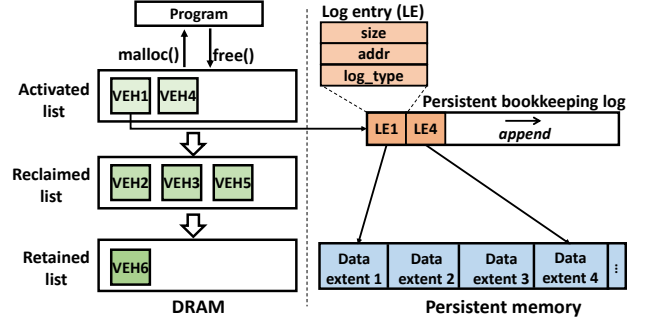 Program
malloc()
free()
Activated
list
VEH1
VEH4
Reclaimed
list
VEH2
VEH3
VEH5
Retained
list
VEH6
DRAM
Log entry (LE)
size
addr
log_type
Persistent bookkeeping log
LE1
LE4
append
Data
extent 1
Data
extent 2
Data
extent 3
Data
extent 4
...
Persistent memory